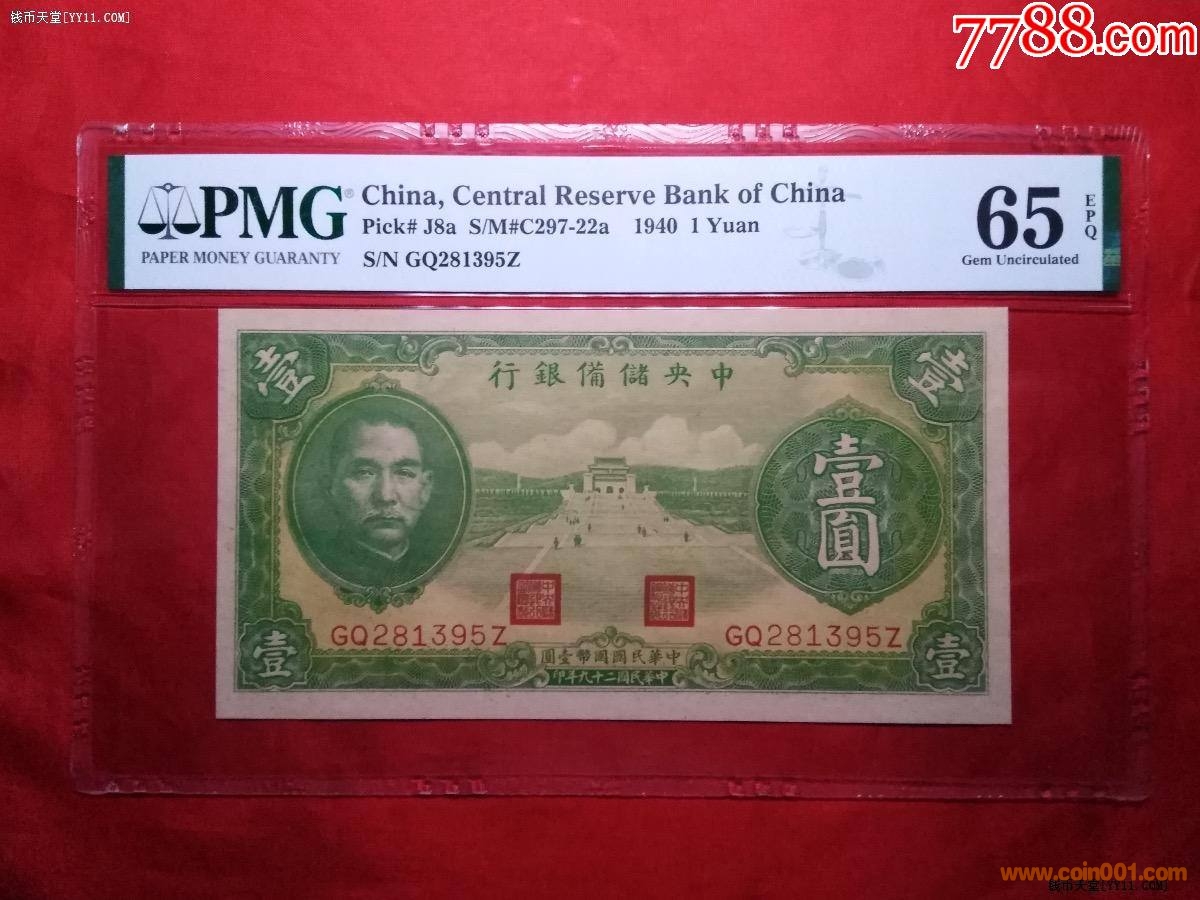 钱币天堂[YY11.COM]
7788.com
PMG®
PAPER MONEY GUARANTY
China, Central Reserve Bank of China
Pick# J8a S/M#C297-22a 1940 1 Yuan
S/N GQ281395Z
65
EPQ
Gem Uncirculated
壹
壹
行銀備儲央中
壹圓
GQ281395Z
GQ281395Z
圓壹幣國國民華中
印年九十二國民華中
壹
壹
www.coin001.com
钱币天堂[YY11.COM]